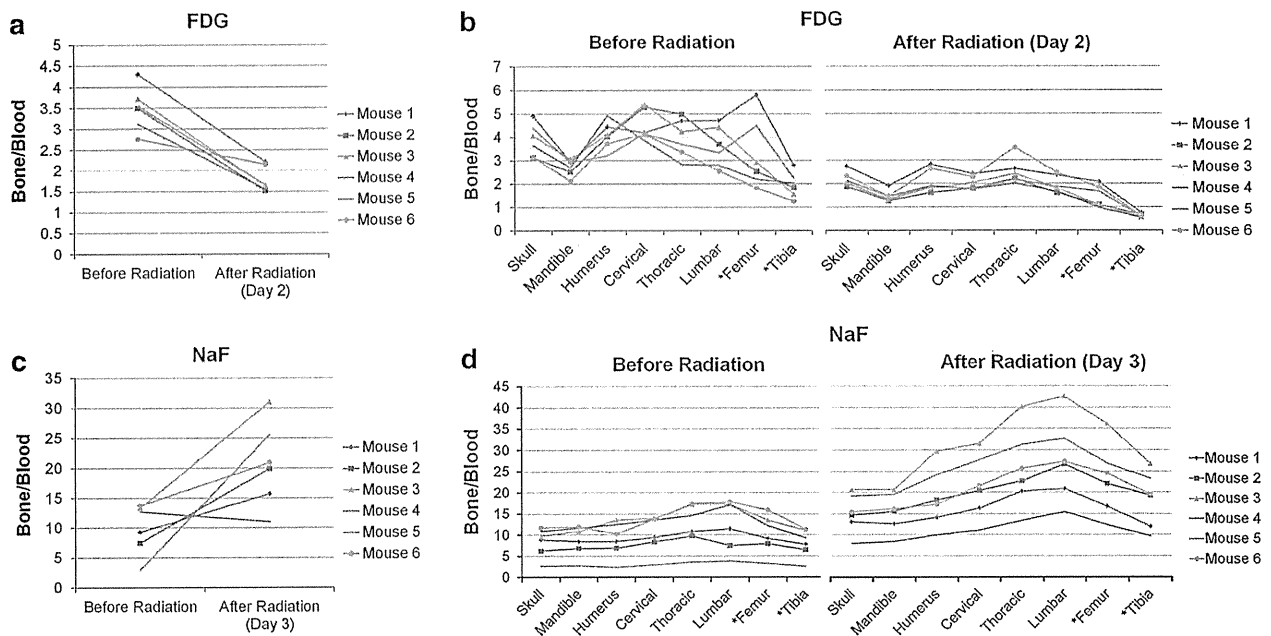 a
FDG
Bone/Blood
5
4.5
4
3.5
3
2.5
2
1.5
1
0.5
0
Before Radiation
After Radiation
(Day 2)
Mouse 1
Mouse 2
Mouse 3
Mouse 4
Mouse 5
Mouse 6
b
FDG
Before Radiation
After Radiation (Day 2)
Bone/Blood
7
6
5
4
3
2
1
0
Skull
Mandible
Humerus
Cervical
Thoracic
Lumbar
*Femur
*Tibia
Skull
Mandible
Humerus
Cervical
Thoracic
Lumbar
*Femur
*Tibia
Mouse 1
Mouse 2
Mouse 3
Mouse 4
Mouse 5
Mouse 6
c
NaF
Bone/Blood
35
30
25
20
15
10
5
0
Before Radiation
After Radiation
(Day 3)
Mouse 1
Mouse 2
Mouse 3
Mouse 4
Mouse 5
Mouse 6
d
NaF
Before Radiation
After Radiation (Day 3)
Bone/Blood
45
40
35
30
25
20
15
10
5
0
Skull
Mandible
Humerus
Cervical
Thoracic
Lumbar
*Femur
*Tibia
Skull
Mandible
Humerus
Cervical
Thoracic
Lumbar
*Femur
*Tibia
Mouse 1
Mouse 2
Mouse 3
Mouse 4
Mouse 5
Mouse 6